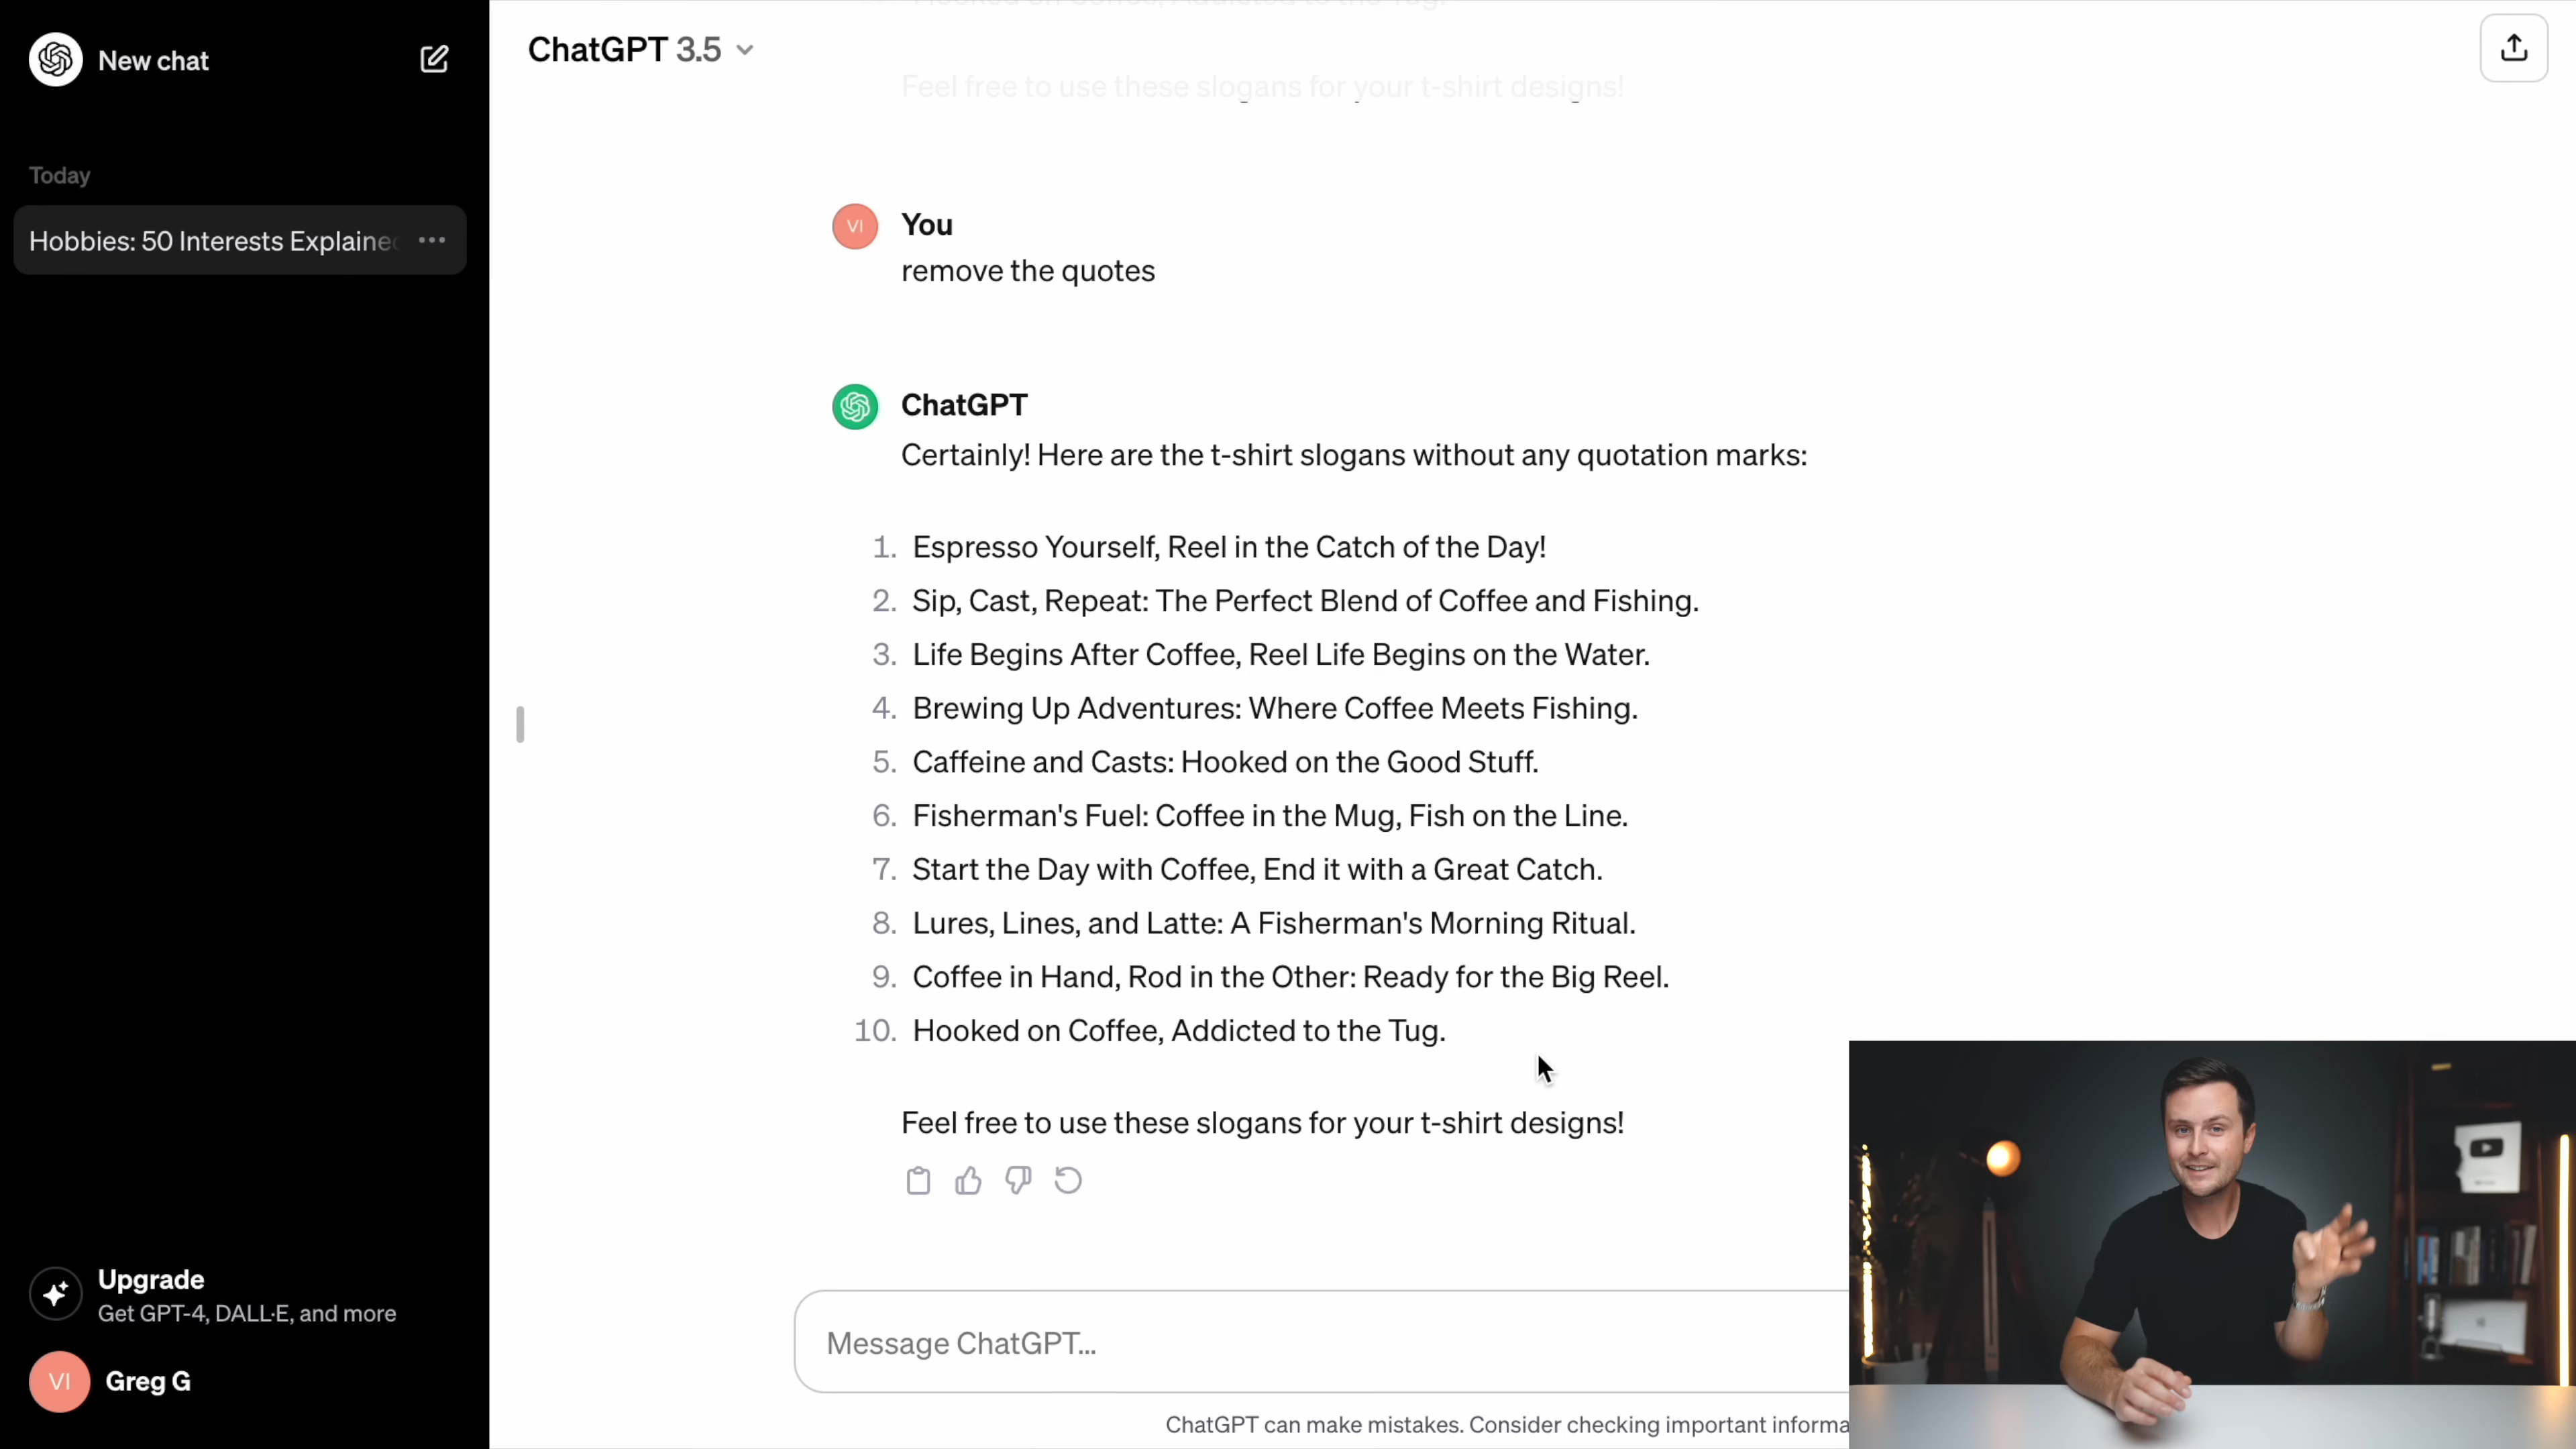 New chat
Today
Hobbies: 50 Interests Explaine
Upgrade
Get GPT-4, DALL·E, and more
VI
Greg G
ChatGPT 3.5
Feel free to use these slogans for your t-shirt designs!
VI
You
remove the quotes
ChatGPT
Certainly! Here are the t-shirt slogans without any quotation marks:
1. Espresso Yourself, Reel in the Catch of the Day!
2. Sip, Cast, Repeat: The Perfect Blend of Coffee and Fishing.
3. Life Begins After Coffee, Reel Life Begins on the Water.
4. Brewing Up Adventures: Where Coffee Meets Fishing.
5. Caffeine and Casts: Hooked on the Good Stuff.
6. Fisherman's Fuel: Coffee in the Mug, Fish on the Line.
7. Start the Day with Coffee, End it with a Great Catch.
8. Lures, Lines, and Latte: A Fisherman's Morning Ritual.
9. Coffee in Hand, Rod in the Other: Ready for the Big Reel.
10. Hooked on Coffee, Addicted to the Tug.
Feel free to use these slogans for your t-shirt designs!
Message ChatGPT...
ChatGPT can make mistakes. Consider checking important informa